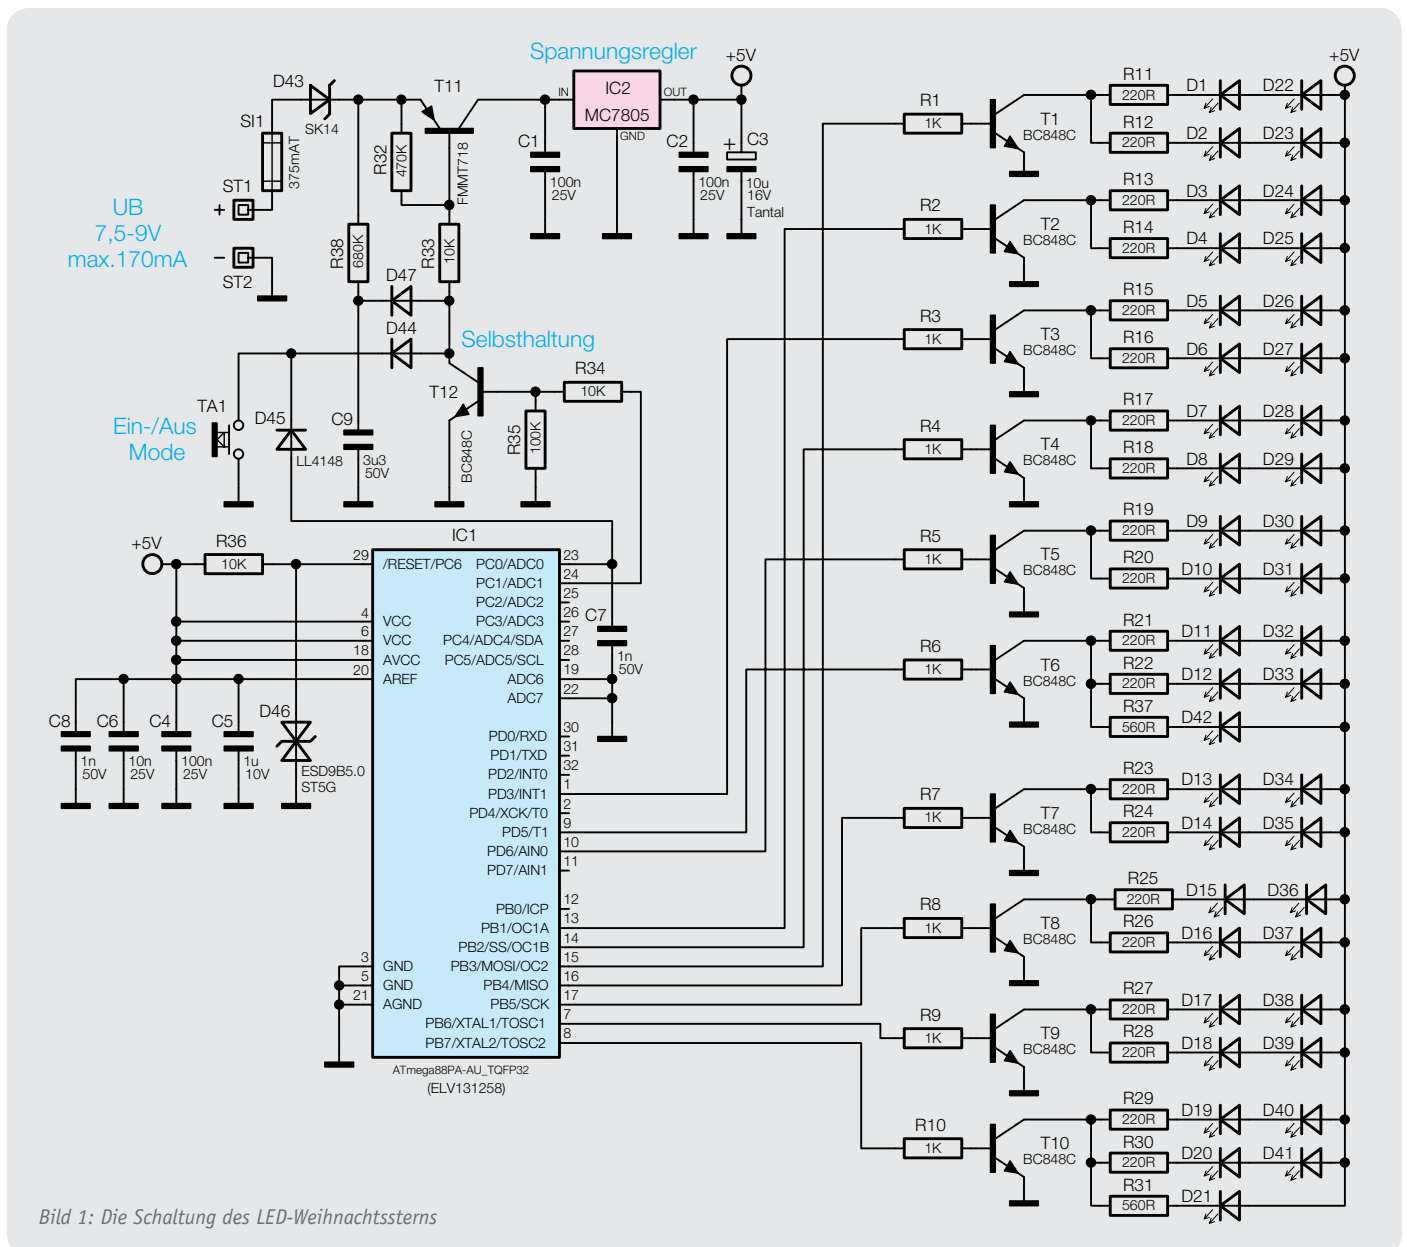 Spannungsregler
+5V
+5V
D43
SK14
T11
FMMT718
IN
IC2
MC7805
OUT
GND
SI1
375mAT
ST1
+
UB
7,5-9V
max.170mA
-
ST2
R32
470K
R38
680K
R33
10K
C1
100n
25V
C2
100n
25V
+
C3
10u
16V
Tantal
D47
D44
Selbsthaltung
T12
BC848C
R34
10K
R35
100K
TA1
Ein-/Aus
Mode
D45
LL4148
C9
3u3
50V
+5V
R36
10K
IC1
29
/RESET/PC6
4
VCC
6
VCC
18
AVCC
20
AREF
3
GND
5
GND
21
AGND
PC0/ADC0
23
PC1/ADC1
24
PC2/ADC2
25
PC3/ADC3
26
PC4/ADC4/SDA
27
PC5/ADC5/SCL
28
ADC6
19
ADC7
22
PD0/RXD
30
PD1/TXD
31
PD2/INT0
32
PD3/INT1
1
PD4/XCK/T0
2
PD5/T1
9
PD6/AIN0
10
PD7/AIN1
11
PB0/ICP
12
PB1/OC1A
13
PB2/SS/OC1B
14
PB3/MOSI/OC2
15
PB4/MISO
16
PB5/SCK
17
PB6/XTAL1/TOSC1
7
PB7/XTAL2/TOSC2
8
ATmega88PA-AU_TQFP32
(ELV131258)
C7
1n
50V
C8
1n
50V
C6
10n
25V
C4
100n
25V
C5
1u
10V
D46
ESD9B5.0
ST5G
R1
1K
T1
BC848C
R11
220R
D1
D22
R12
220R
D2
D23
R2
1K
T2
BC848C
R13
220R
D3
D24
R14
220R
D4
D25
R3
1K
T3
BC848C
R15
220R
D5
D26
R16
220R
D6
D27
R4
1K
T4
BC848C
R17
220R
D7
D28
R18
220R
D8
D29
R5
1K
T5
BC848C
R19
220R
D9
D30
R20
220R
D10
D31
R6
1K
T6
BC848C
R21
220R
D11
D32
R22
220R
D12
D33
R37
560R
D42
R7
1K
T7
BC848C
R23
220R
D13
D34
R24
220R
D14
D35
R8
1K
T8
BC848C
R25
220R
D15
D36
R26
220R
D16
D37
R9
1K
T9
BC848C
R27
220R
D17
D38
R28
220R
D18
D39
R10
1K
T10
BC848C
R29
220R
D19
D40
R30
220R
D20
D41
R31
560R
D21
Bild 1: Die Schaltung des LED-Weihnachtssterns